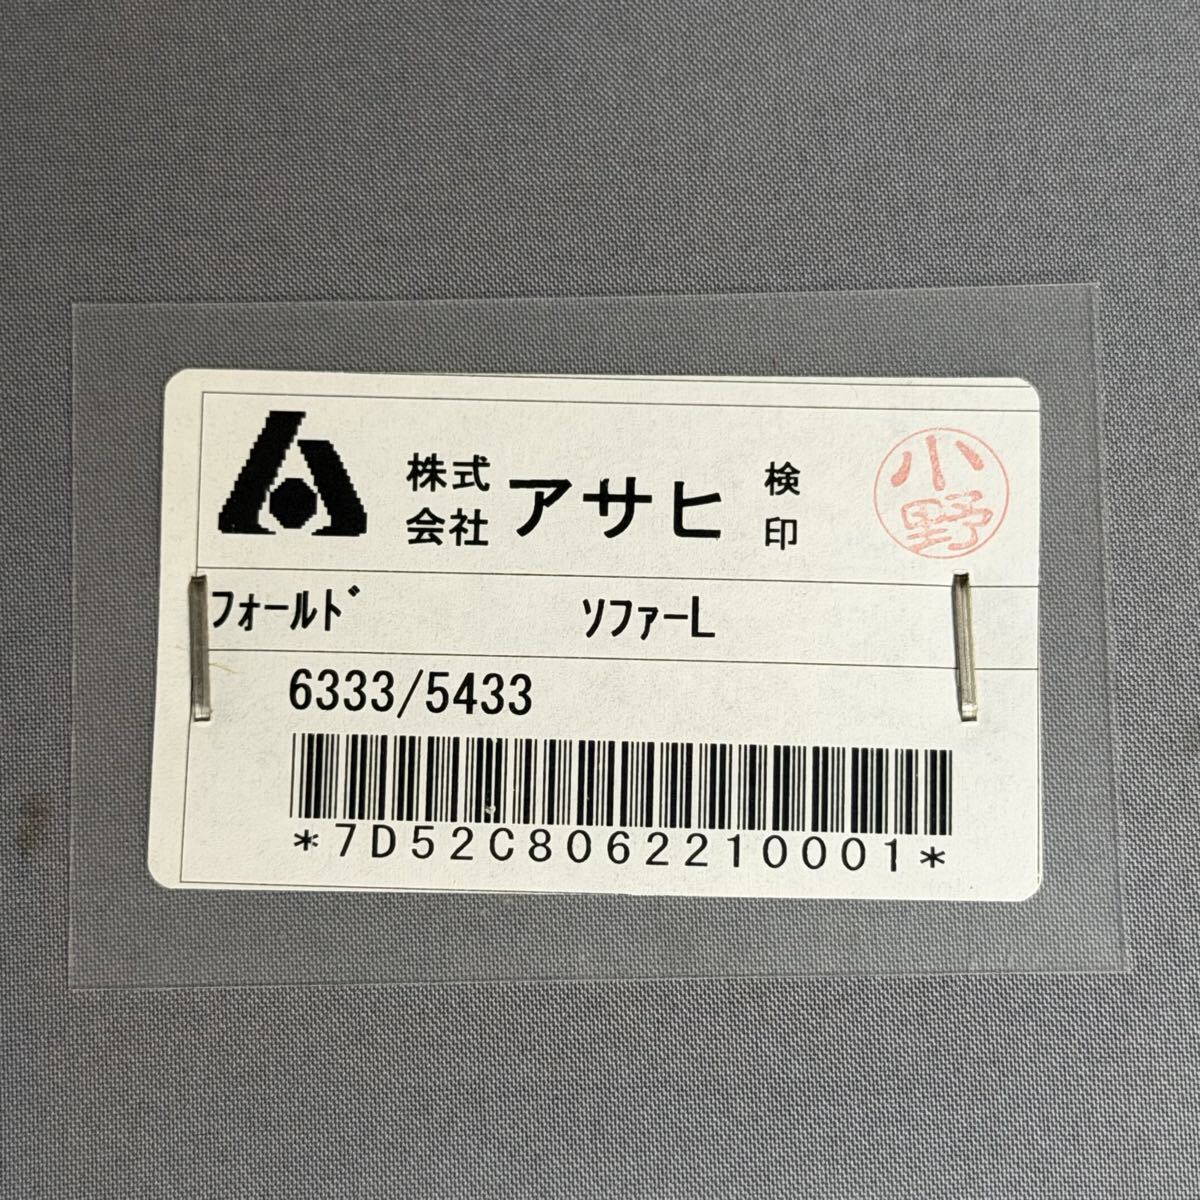 株式会社 アサヒ 検印 小野
ﾌｫｰﾙﾄﾞ ｿﾌｧｰL
6333/5433
*7D52C8062210001*